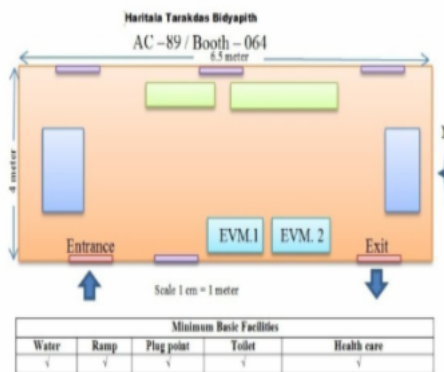 Haritala Tarakdas Bidyapith
AC –89 / Booth – 064
6.5 meter
4 meter
EVM.1 EVM. 2
Entrance Exit
Scale 1 cm = 1 meter
Minimum Basic Facilities
Water Ramp Plug point Toilet Health care
√ √ √ √ √